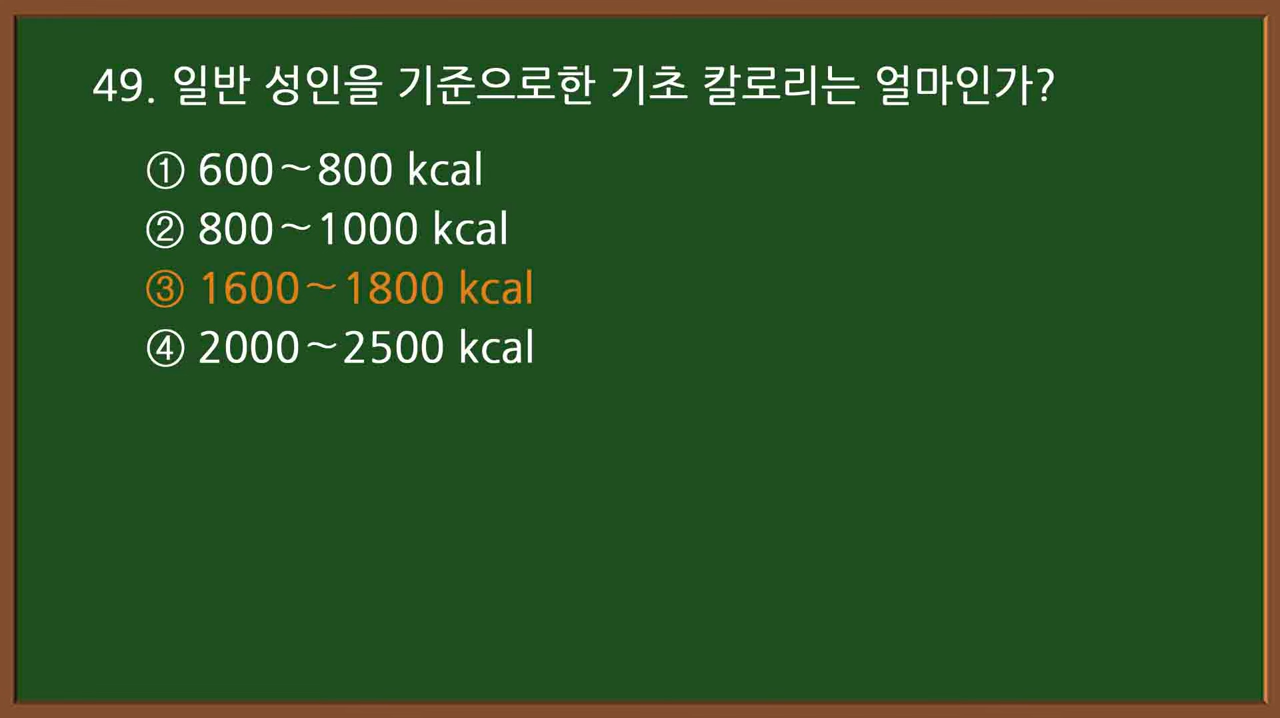 49. 일반 성인을 기준으로한 기초 칼로리는 얼마인가?
① 600～800 kcal
② 800～1000 kcal
③ 1600～1800 kcal
④ 2000～2500 kcal